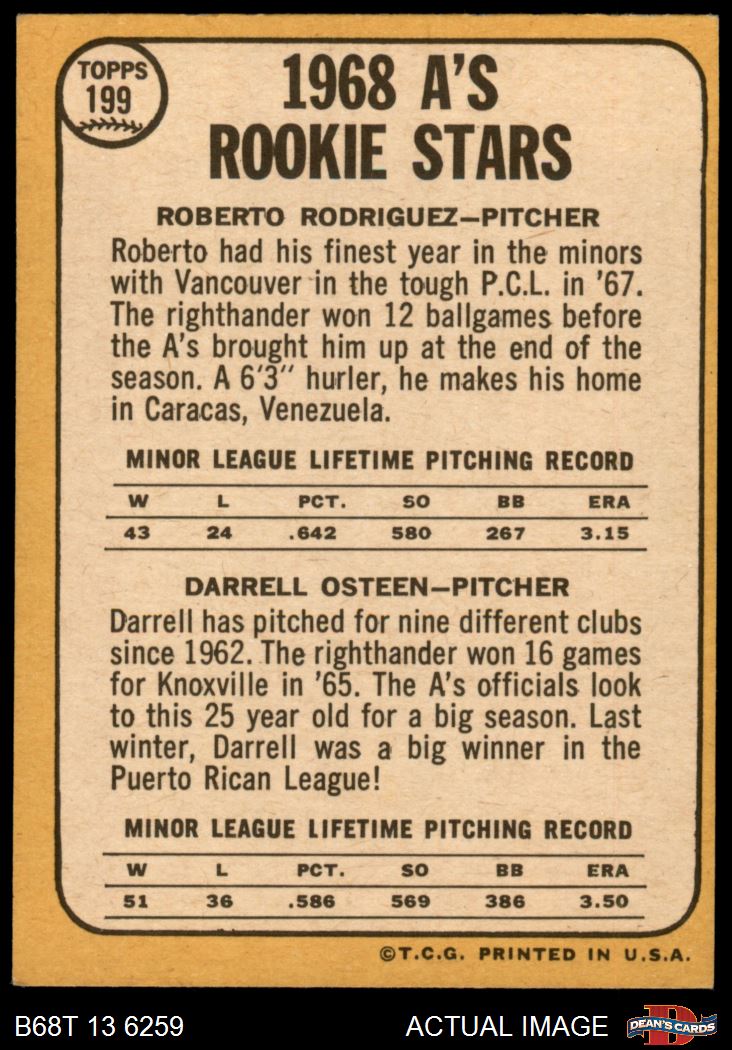 TOPPS
199
1968 A'S
ROOKIE STARS
ROBERTO RODRIGUEZ—PITCHER
Roberto had his finest year in the minors
with Vancouver in the tough P.C.L. in '67.
The righthander won 12 ballgames before
the A's brought him up at the end of the
season. A 6'3" hurler, he makes his home
in Caracas, Venezuela.
MINOR LEAGUE LIFETIME PITCHING RECORD
W L PCT. SO BB ERA
43 24 .642 580 267 3.15
DARRELL OSTEEN—PITCHER
Darrell has pitched for nine different clubs
since 1962. The righthander won 16 games
for Knoxville in '65. The A's officials look
to this 25 year old for a big season. Last
winter, Darrell was a big winner in the
Puerto Rican League!
MINOR LEAGUE LIFETIME PITCHING RECORD
W L PCT. SO BB ERA
51 36 .586 569 386 3.50
©T.C.G. PRINTED IN U.S.A.
B68T 13 6259 ACTUAL IMAGE
D
DEAN'S CARDS